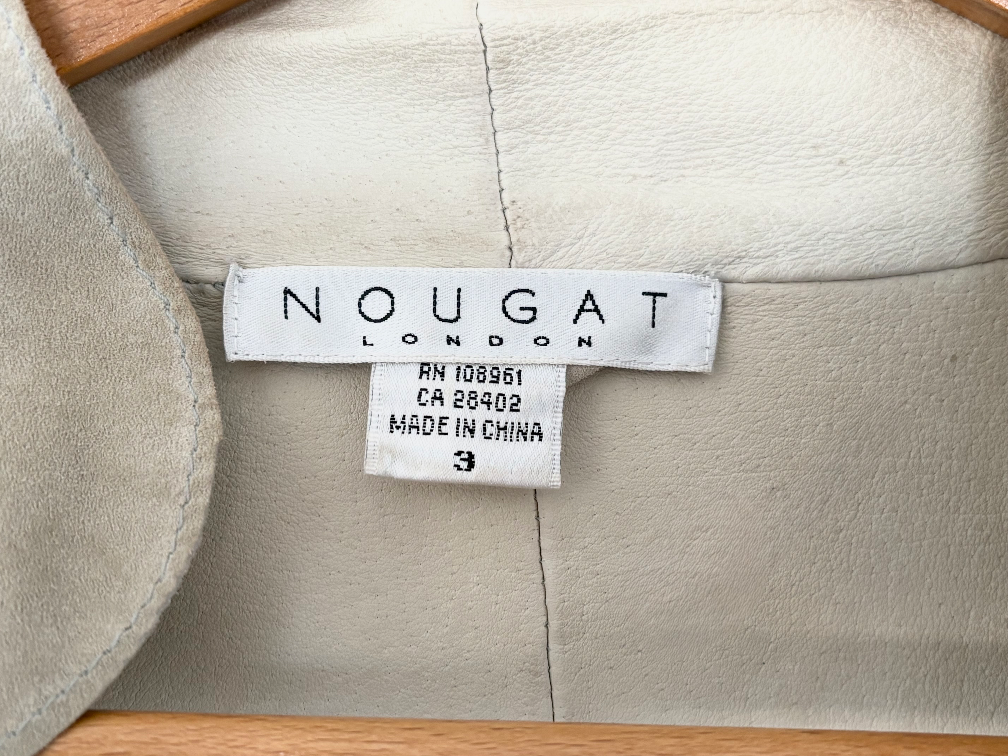 NOUGAT
LONDON
RN 108961
CA 28402
MADE IN CHINA
3